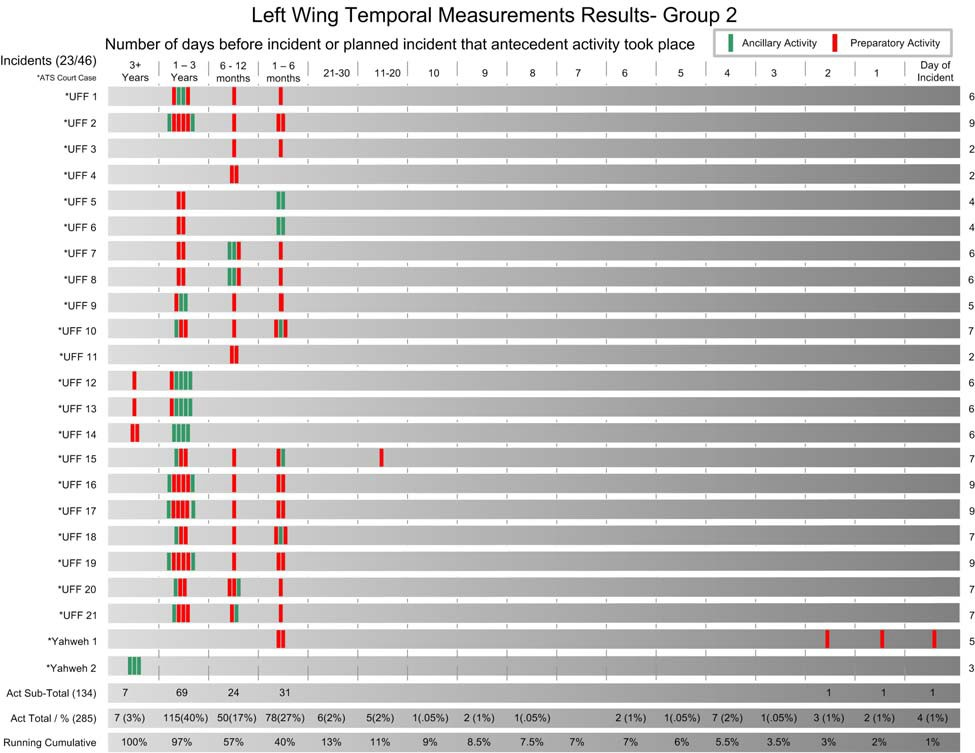 Left Wing Temporal Measurements Results- Group 2
Number of days before incident or planned incident that antecedent activity took place
Ancillary Activity Preparatory Activity
Incidents (23/46)
*ATS Court Case
3+ Years 1 – 3 Years 6 - 12 months 1 – 6 months 21-30 11-20 10 9 8 7 6 5 4 3 2 1 Day of Incident
*UFF 1 6
*UFF 2 9
*UFF 3 2
*UFF 4 2
*UFF 5 4
*UFF 6 4
*UFF 7 6
*UFF 8 6
*UFF 9 5
*UFF 10 7
*UFF 11 2
*UFF 12 6
*UFF 13 6
*UFF 14 6
*UFF 15 7
*UFF 16 9
*UFF 17 9
*UFF 18 7
*UFF 19 9
*UFF 20 7
*UFF 21 7
*Yahweh 1 5
*Yahweh 2 3
Act Sub-Total (134) 7 69 24 31 1 1 1
Act Total / % (285) 7 (3%) 115(40%) 50(17%) 78(27%) 6(2%) 5(2%) 1(.05%) 2 (1%) 1(.05%) 2 (1%) 1(.05%) 7 (2%) 1(.05%) 3 (1%) 2 (1%) 4 (1%)
Running Cumulative 100% 97% 57% 40% 13% 11% 9% 8.5% 7.5% 7% 7% 6% 5.5% 3.5% 3% 2% 1%